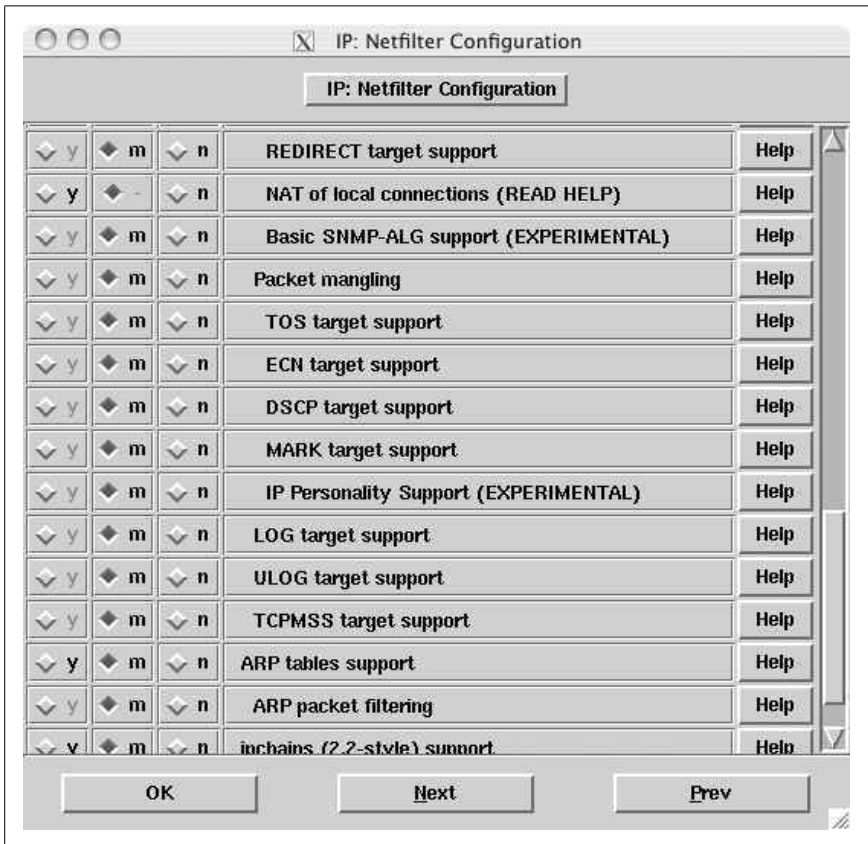 IP: Netfilter Configuration
IP: Netfilter Configuration
y m n REDIRECT target support Help
y - n NAT of local connections (READ HELP) Help
y m n Basic SNMP-ALG support (EXPERIMENTAL) Help
y m n Packet mangling Help
y m n TOS target support Help
y m n ECN target support Help
y m n DSCP target support Help
y m n MARK target support Help
y m n IP Personality Support (EXPERIMENTAL) Help
y m n LOG target support Help
y m n ULOG target support Help
y m n TCPMSS target support Help
y m n ARP tables support Help
y m n ARP packet filtering Help
y m n ipchains (2.2-style) support Help
OK Next Prev